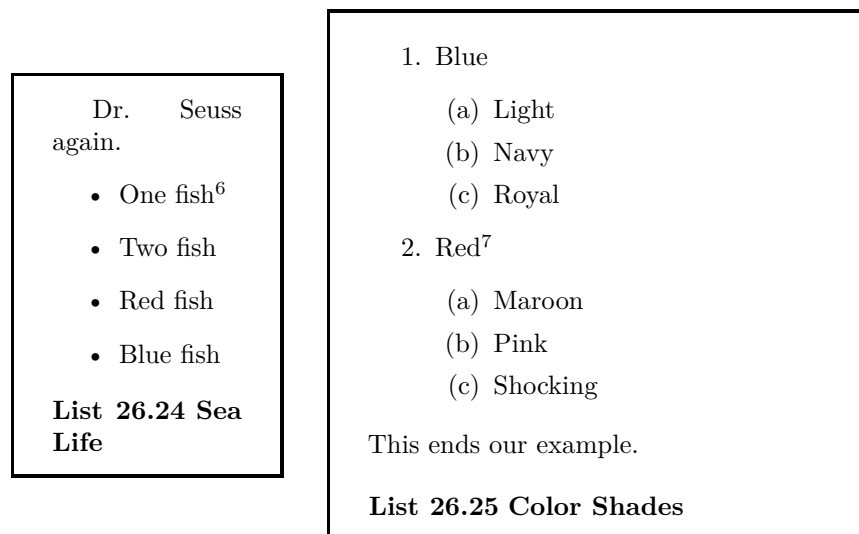 Dr. Seuss
again.
• One fish⁶
• Two fish
• Red fish
• Blue fish
List 26.24 Sea
Life
1. Blue
(a) Light
(b) Navy
(c) Royal
2. Red⁷
(a) Maroon
(b) Pink
(c) Shocking
This ends our example.
List 26.25 Color Shades